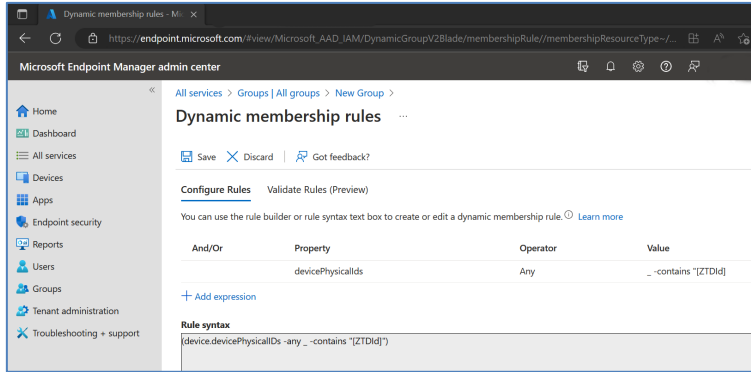 Dynamic membership rules - Mi
https://endpoint.microsoft.com/#view/Microsoft_AAD_IAM/DynamicGroupV2Blade/membershipRule//membershipResourceType~/...
Microsoft Endpoint Manager admin center
All services > Groups | All groups > New Group >
Dynamic membership rules ...
Save Discard Got feedback?
Configure Rules Validate Rules (Preview)
You can use the rule builder or rule syntax text box to create or edit a dynamic membership rule. Learn more
And/Or Property Operator Value
devicePhysicalIds Any _ -contains "[ZTDId]
+ Add expression
Rule syntax
(device.devicePhysicalIDs -any _ -contains "[ZTDId]")
Home
Dashboard
All services
Devices
Apps
Endpoint security
Reports
Users
Groups
Tenant administration
Troubleshooting + support